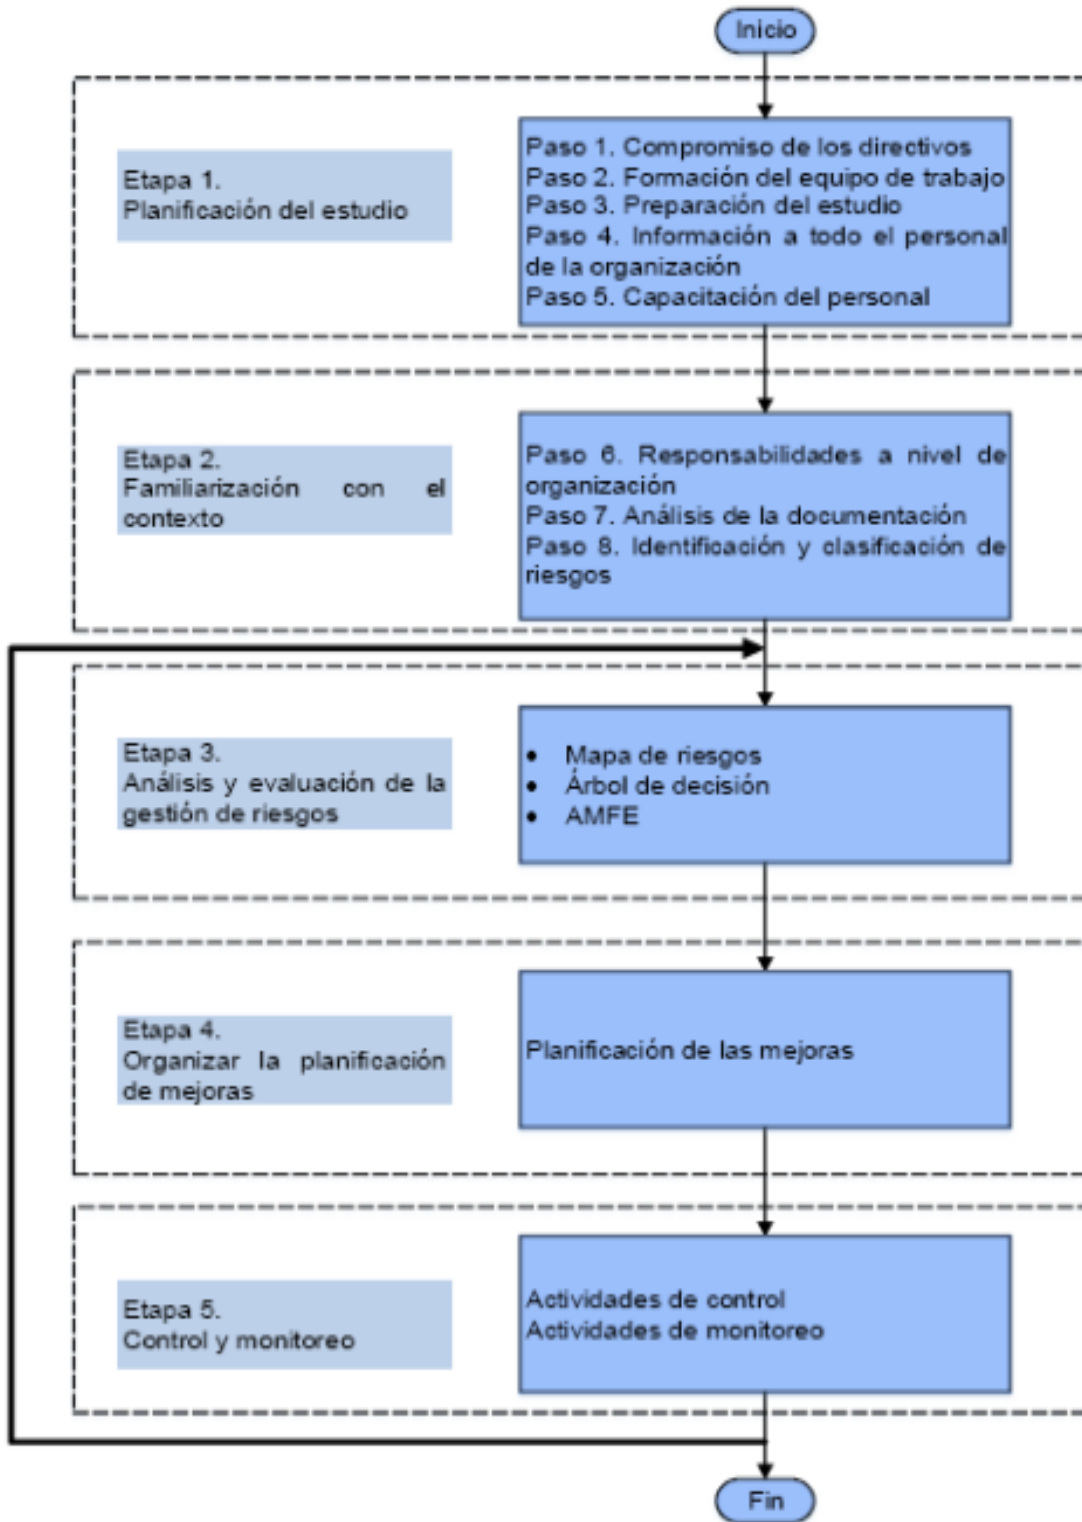 Inicio
Etapa 1.
Planificación del estudio
Paso 1. Compromiso de los directivos
Paso 2. Formación del equipo de trabajo
Paso 3. Preparación del estudio
Paso 4. Información a todo el personal
de la organización
Paso 5. Capacitación del personal
Etapa 2.
Familiarización con el
contexto
Paso 6. Responsabilidades a nivel de
organización
Paso 7. Análisis de la documentación
Paso 8. Identificación y clasificación de
riesgos
Etapa 3.
Análisis y evaluación de la
gestión de riesgos
• Mapa de riesgos
• Árbol de decisión
• AMFE
Etapa 4.
Organizar la planificación
de mejoras
Planificación de las mejoras
Etapa 5.
Control y monitoreo
Actividades de control
Actividades de monitoreo
Fin